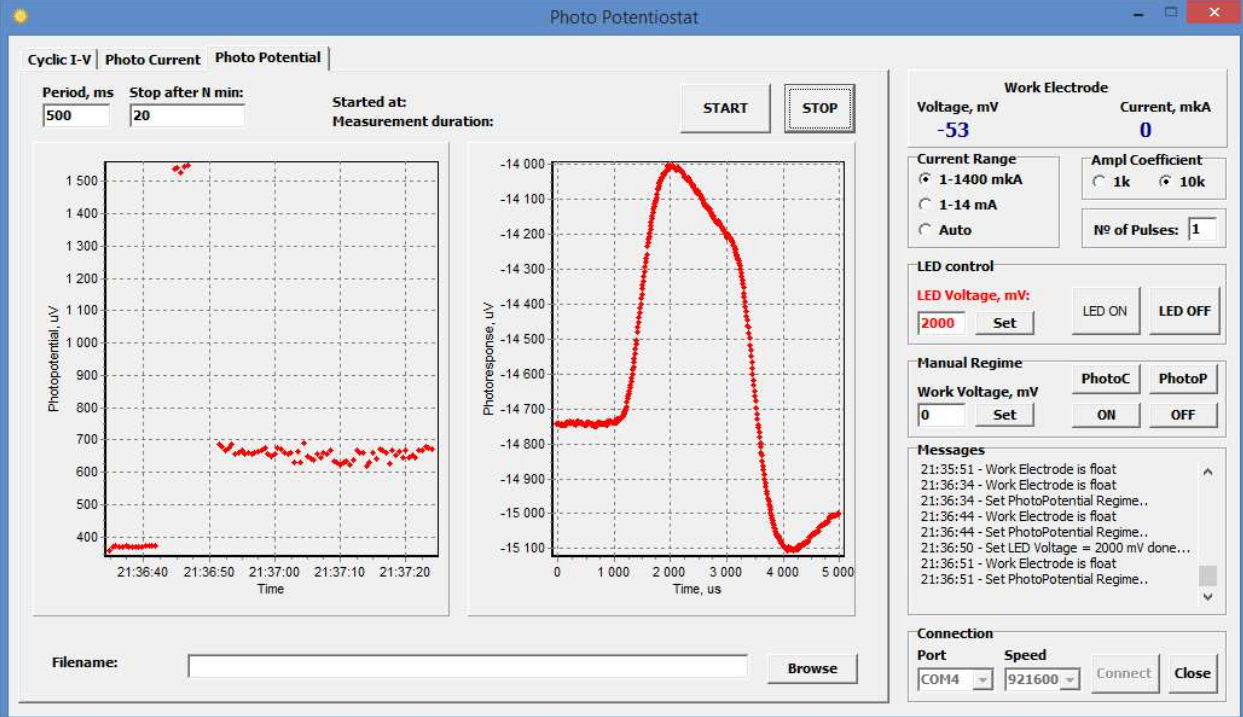 Photo Potentiostat
Cyclic I-V Photo Current Photo Potential
Period, ms Stop after N min:
500 20
Started at:
Measurement duration:
START STOP
1 500
1 400
1 300
1 200
1 100
1 000
900
800
700
600
500
400
Photopotential, uV
21:36:40 21:36:50 21:37:00 21:37:10 21:37:20
Time
-14 000
-14 100
-14 200
-14 300
-14 400
-14 500
-14 600
-14 700
-14 800
-14 900
-15 000
-15 100
Photoresponse, uV
0 1 000 2 000 3 000 4 000 5 000
Time, us
Filename:
Browse
Work Electrode
Voltage, mV Current, mkA
-53 0
Current Range
1-1400 mkA
1-14 mA
Auto
Ampl Coefficient
1k 10k
Nº of Pulses: 1
LED control
LED Voltage, mV:
2000 Set
LED ON LED OFF
Manual Regime
Work Voltage, mV
0 Set
PhotoC PhotoP
ON OFF
Messages
21:35:51 - Work Electrode is float
21:36:34 - Work Electrode is float
21:36:34 - Set PhotoPotential Regime..
21:36:44 - Work Electrode is float
21:36:44 - Set PhotoPotential Regime..
21:36:50 - Set LED Voltage = 2000 mV done...
21:36:51 - Work Electrode is float
21:36:51 - Set PhotoPotential Regime..
Connection
Port Speed
COM4 921600 Connect Close